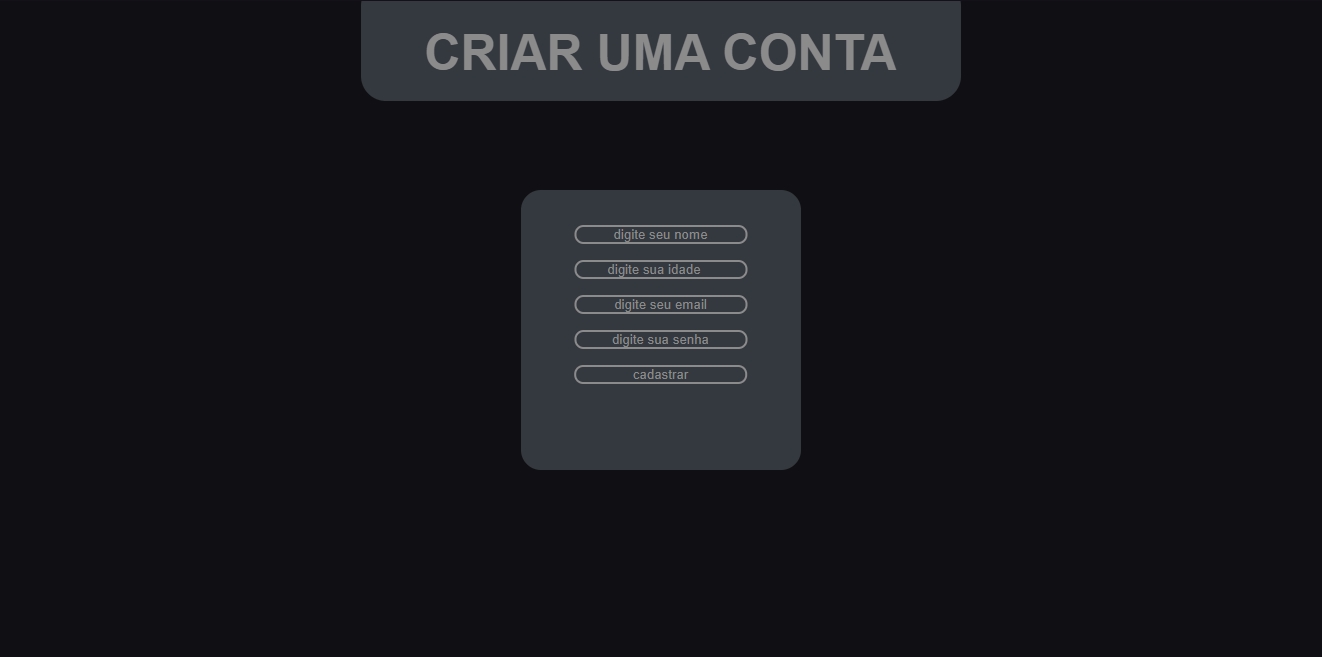 CRIAR UMA CONTA
digite seu nome
digite sua idade
digite seu email
digite sua senha
cadastrar